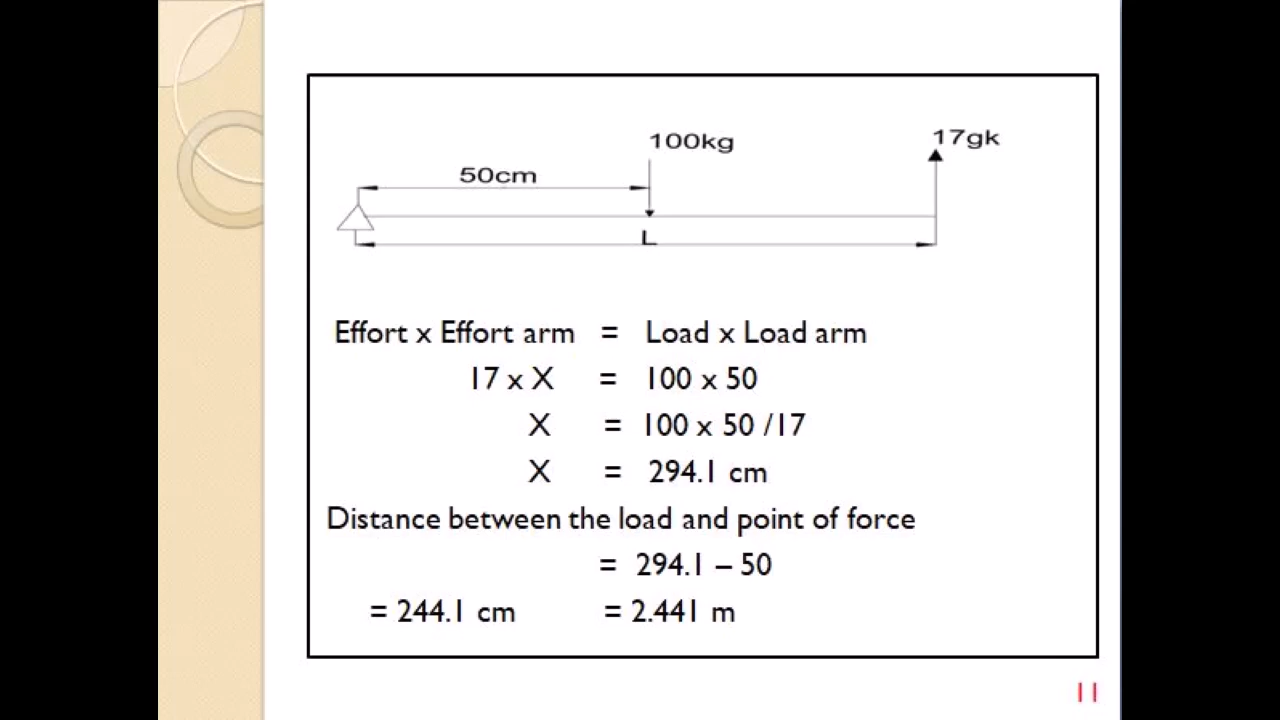 100kg
17gk
50cm
L
Effort x Effort arm = Load x Load arm
17 x X = 100 x 50
X = 100 x 50 /17
X = 294.1 cm
Distance between the load and point of force
= 294.1 – 50
= 244.1 cm = 2.441 m
11